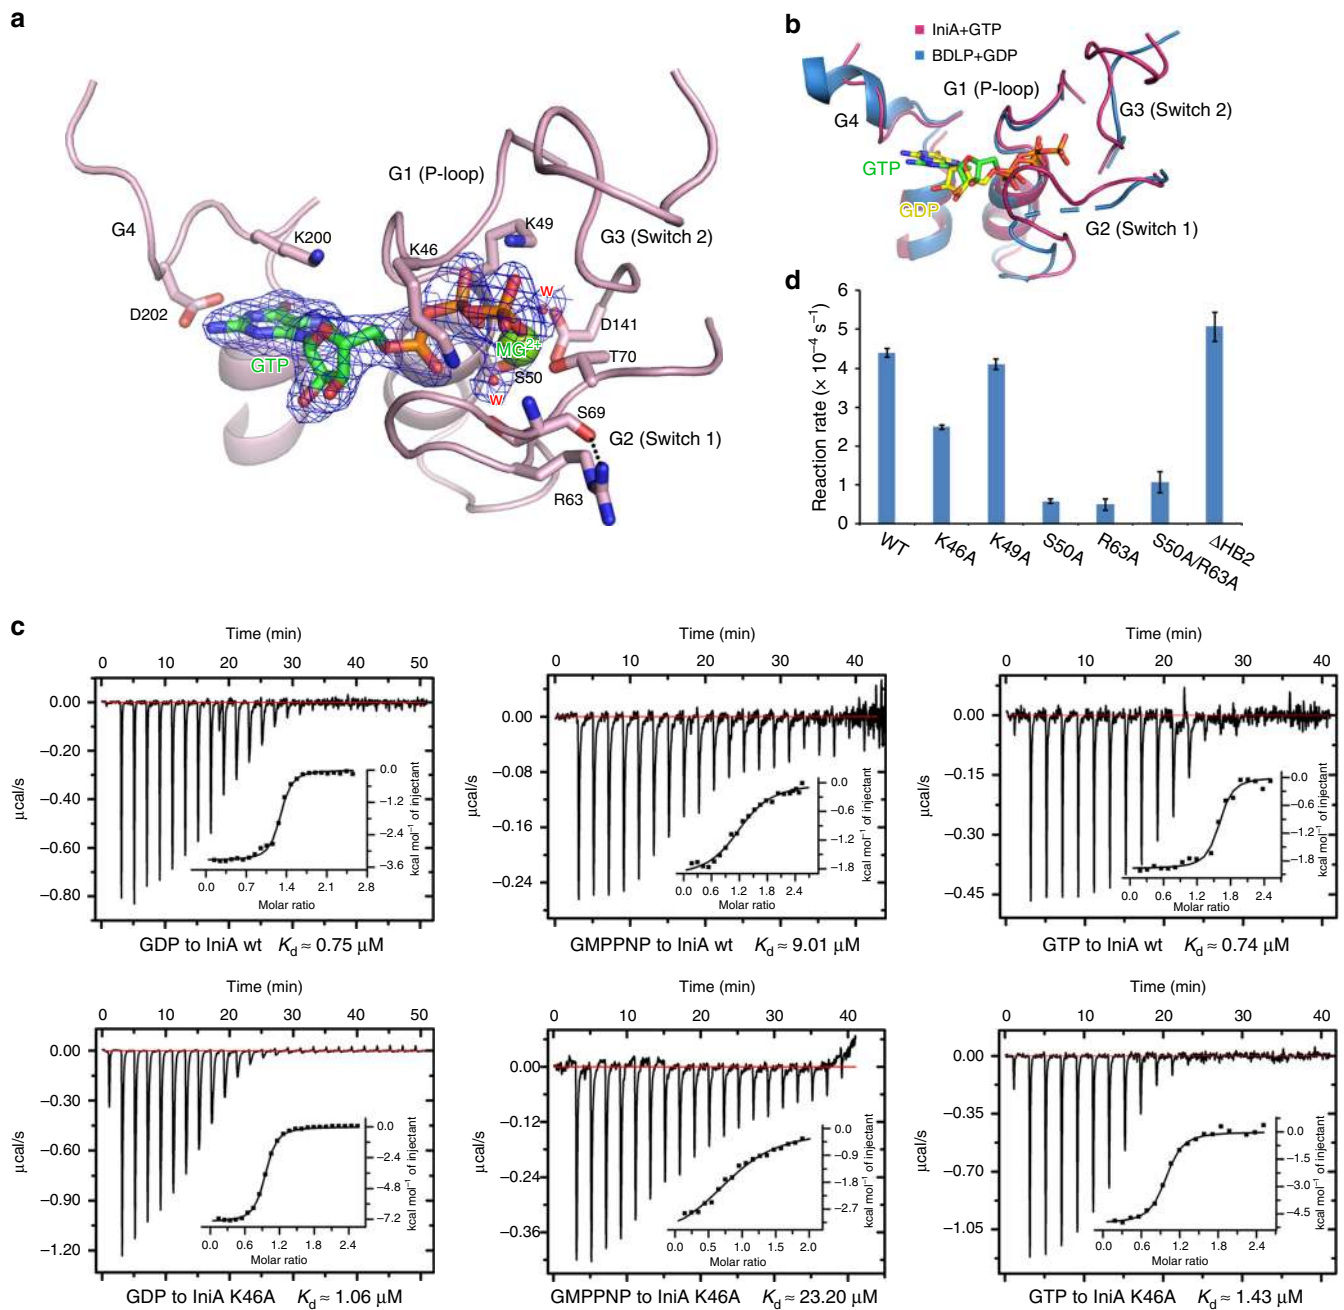 a
G1 (P-loop)
G4
K200
K46
K49
G3 (Switch 2)
W
D202
D141
GTP
MG2+
T70
S50
W
S69
G2 (Switch 1)
R63
b
IniA+GTP
BDLP+GDP
G1 (P-loop)
G4
G3 (Switch 2)
GTP
GDP
G2 (Switch 1)
d
Reaction rate (× 10⁻⁴ s⁻¹)
6
5
4
3
2
1
0
WT
K46A
K49A
S50A
R63A
S50A/R63A
ΔHB2
c
Time (min)
0 10 20 30 40 50
µcal/s
0.00
−0.20
−0.40
−0.60
−0.80
0.0
−1.2
−2.4
−3.6
kcal mol⁻¹ of injectant
0.0 0.7 1.4 2.1 2.8
Molar ratio
GDP to IniA wt Kd ≈ 0.75 µM
Time (min)
0 10 20 30 40
µcal/s
0.00
−0.08
−0.16
−0.24
0.0
−0.6
−1.2
−1.8
kcal mol⁻¹ of injectant
0.0 0.6 1.2 1.8 2.4
Molar ratio
GMPPNP to IniA wt Kd ≈ 9.01 µM
Time (min)
0 10 20 30 40
µcal/s
0.00
−0.15
−0.30
−0.45
0.0
−0.6
−1.2
−1.8
kcal mol⁻¹ of injectant
0.0 0.6 1.2 1.8 2.4
Molar ratio
GTP to IniA wt Kd ≈ 0.74 µM
Time (min)
0 10 20 30 40 50
µcal/s
0.00
−0.30
−0.60
−0.90
−1.20
0.0
−2.4
−4.8
−7.2
kcal mol⁻¹ of injectant
0.0 0.6 1.2 1.8 2.4
Molar ratio
GDP to IniA K46A Kd ≈ 1.06 µM
Time (min)
0 10 20 30 40
µcal/s
0.00
−0.12
−0.24
−0.36
0.0
−0.9
−1.8
−2.7
kcal mol⁻¹ of injectant
0.0 0.5 1.0 1.5 2.0
Molar ratio
GMPPNP to IniA K46A Kd ≈ 23.20 µM
Time (min)
0 10 20 30 40
µcal/s
0.00
−0.35
−0.70
−1.05
0.0
−1.5
−3.0
−4.5
kcal mol⁻¹ of injectant
0.0 0.6 1.2 1.8 2.4
Molar ratio
GTP to IniA K46A Kd ≈ 1.43 µM